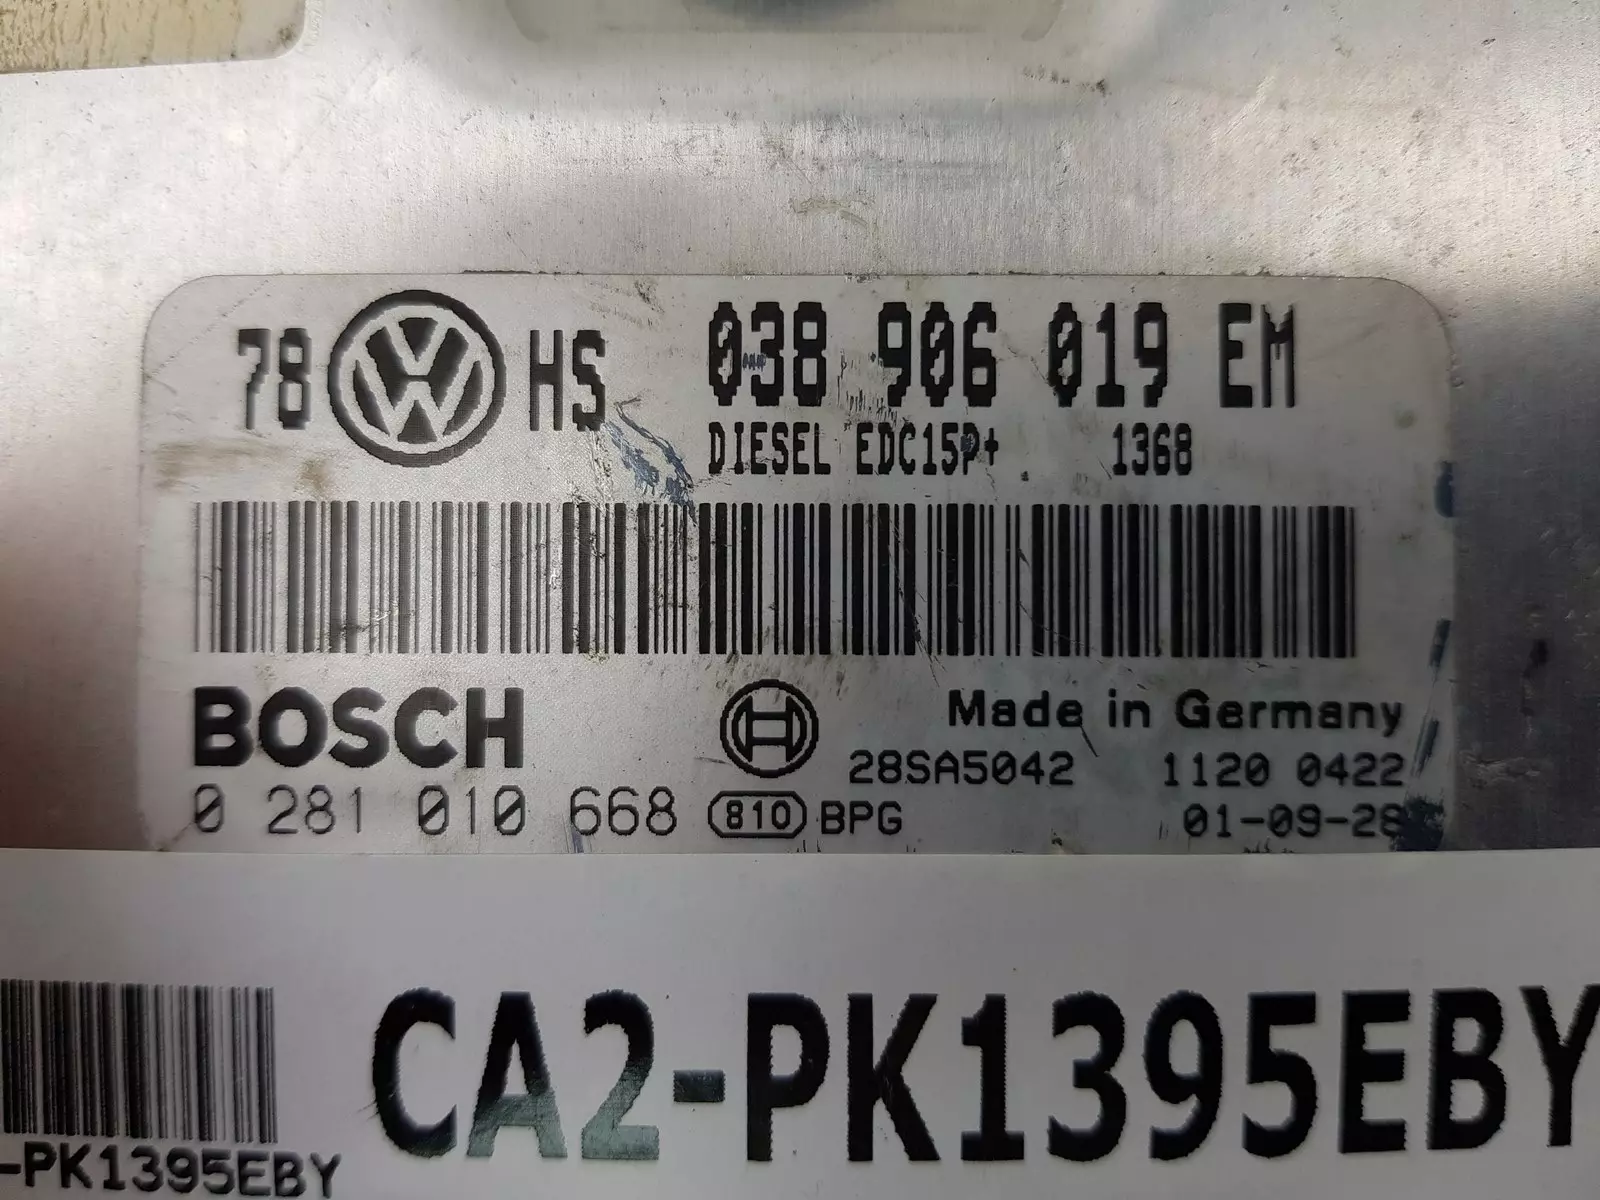 78 VW HS 038 906 019 EM
DIESEL EDC15P+ 1368
BOSCH
Made in Germany
28SA5042 1120 0422
0 281 010 668 810 BPG 01-09-28
CA2-PK1395EBY
-PK1395EBY